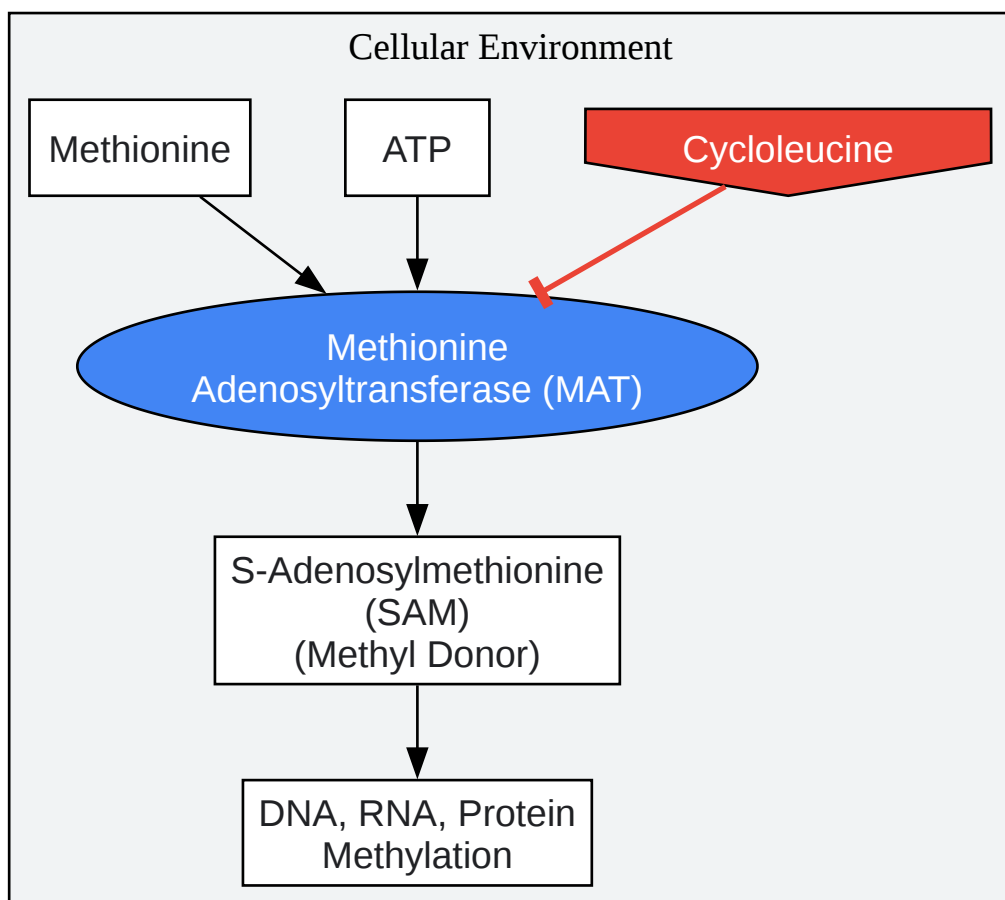 Cellular Environment
Methionine
ATP
Cycloleucine
Methionine
Adenosyltransferase (MAT)
S-Adenosylmethionine
(SAM)
(Methyl Donor)
DNA, RNA, Protein
Methylation